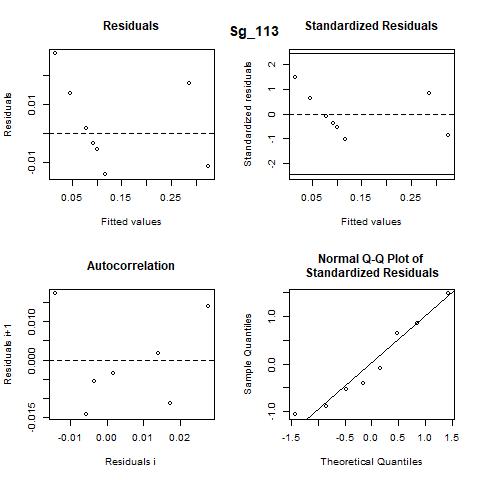 Sg_113
Residuals
Residuals
0.01
-0.01
0.05
0.15
0.25
Fitted values
Standardized Residuals
Standardized residuals
2
1
0
-1
-2
0.05
0.15
0.25
Fitted values
Autocorrelation
Residuals i+1
0.010
0.000
-0.015
-0.01
0.00
0.01
0.02
Residuals i
Normal Q-Q Plot of
Standardized Residuals
Sample Quantiles
1.0
0.0
-1.0
-1.5
-0.5
0.0
0.5
1.0
1.5
Theoretical Quantiles